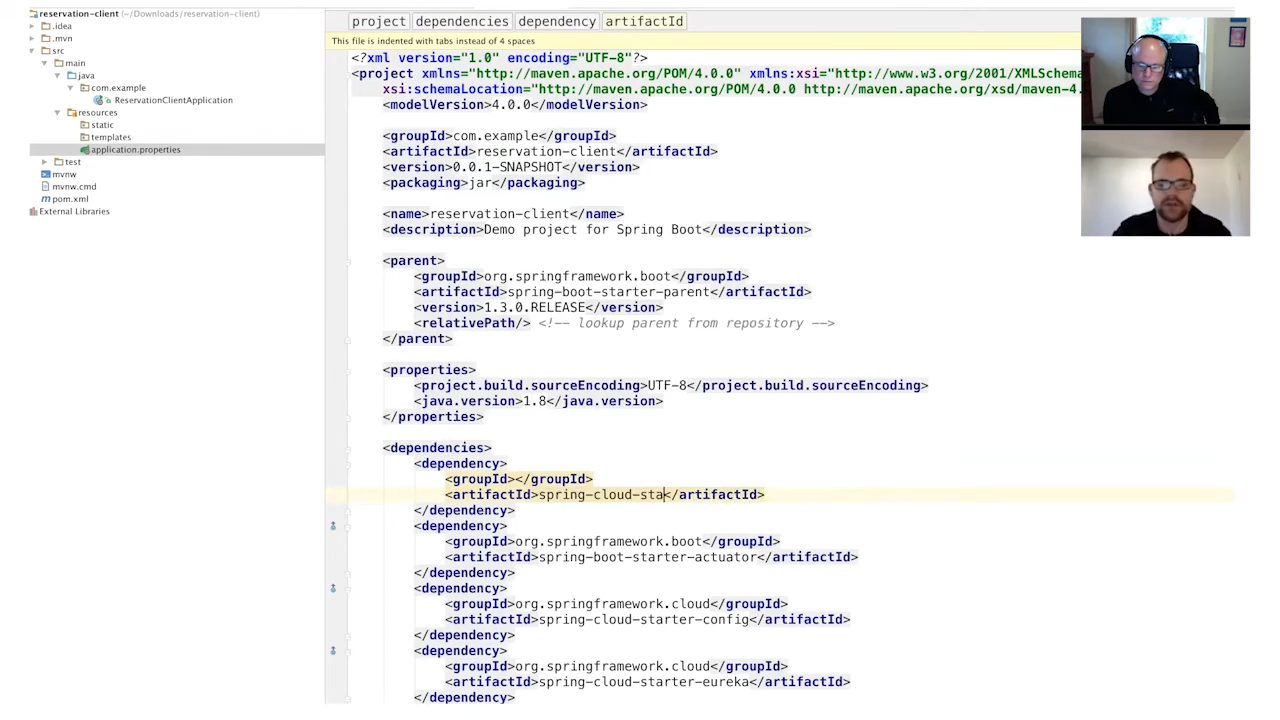 reservation-client (~/Downloads/reservation-client)
.idea
.mvn
src
main
java
com.example
ReservationClientApplication
resources
static
templates
application.properties
test
mvnw
mvnw.cmd
pom.xml
External Libraries
project dependencies dependency artifactId
This file is indented with tabs instead of 4 spaces
<?xml version="1.0" encoding="UTF-8"?>
<project xmlns="http://maven.apache.org/POM/4.0.0" xmlns:xsi="http://www.w3.org/2001/XMLSchema
xsi:schemaLocation="http://maven.apache.org/POM/4.0.0 http://maven.apache.org/xsd/maven-4.
<modelVersion>4.0.0</modelVersion>
<groupId>com.example</groupId>
<artifactId>reservation-client</artifactId>
<version>0.0.1-SNAPSHOT</version>
<packaging>jar</packaging>
<name>reservation-client</name>
<description>Demo project for Spring Boot</description>
<parent>
<groupId>org.springframework.boot</groupId>
<artifactId>spring-boot-starter-parent</artifactId>
<version>1.3.0.RELEASE</version>
<relativePath/> <!-- lookup parent from repository -->
</parent>
<properties>
<project.build.sourceEncoding>UTF-8</project.build.sourceEncoding>
<java.version>1.8</java.version>
</properties>
<dependencies>
<dependency>
<groupId></groupId>
<artifactId>spring-cloud-sta</artifactId>
</dependency>
<dependency>
<groupId>org.springframework.boot</groupId>
<artifactId>spring-boot-starter-actuator</artifactId>
</dependency>
<dependency>
<groupId>org.springframework.cloud</groupId>
<artifactId>spring-cloud-starter-config</artifactId>
</dependency>
<dependency>
<groupId>org.springframework.cloud</groupId>
<artifactId>spring-cloud-starter-eureka</artifactId>
</dependency>